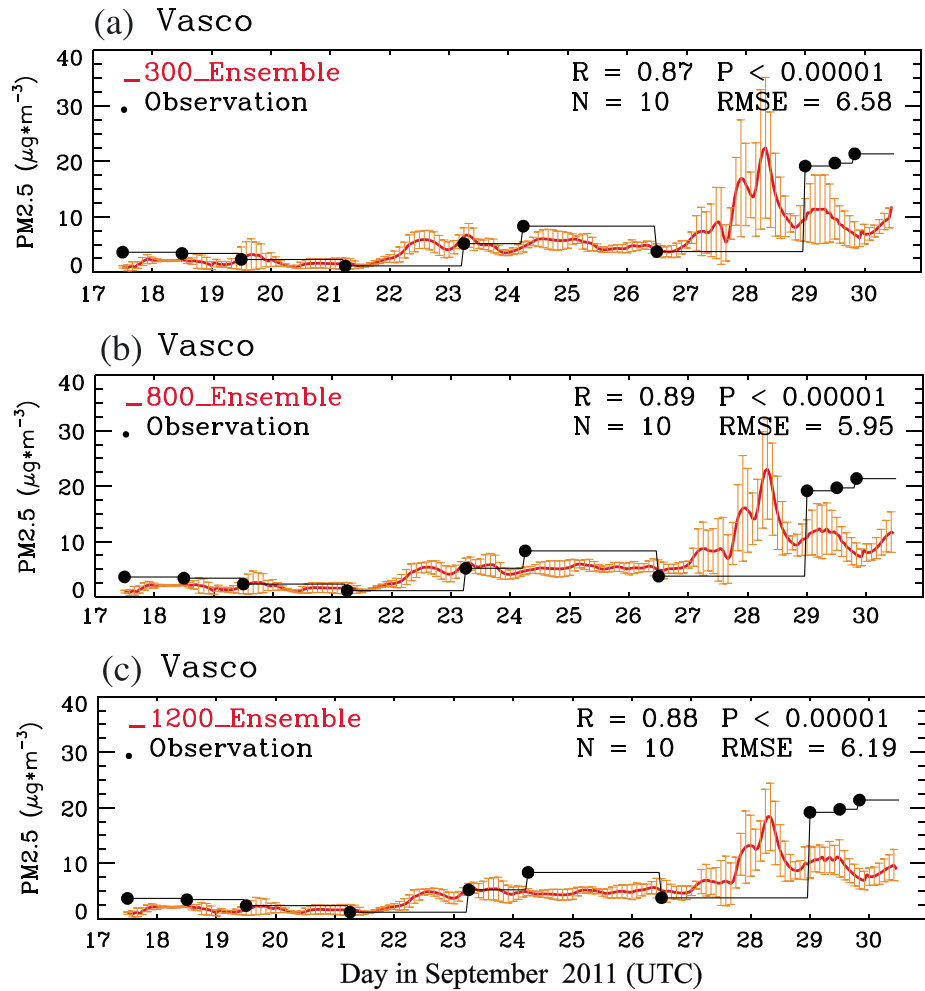 (a) Vasco
40
30
20
10
0
PM2.5 (μg*m⁻³)
_300_Ensemble
• Observation
R = 0.87 P < 0.00001
N = 10 RMSE = 6.58
17 18 19 20 21 22 23 24 25 26 27 28 29 30
(b) Vasco
40
30
20
10
0
PM2.5 (μg*m⁻³)
_800_Ensemble
• Observation
R = 0.89 P < 0.00001
N = 10 RMSE = 5.95
17 18 19 20 21 22 23 24 25 26 27 28 29 30
(c) Vasco
40
30
20
10
0
PM2.5 (μg*m⁻³)
_1200_Ensemble
• Observation
R = 0.88 P < 0.00001
N = 10 RMSE = 6.19
17 18 19 20 21 22 23 24 25 26 27 28 29 30
Day in September 2011 (UTC)